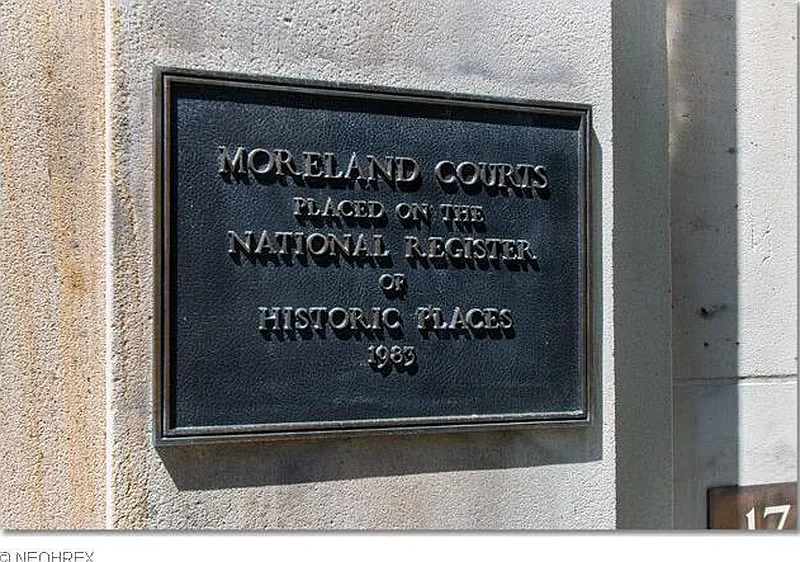 MORELAND COURTS
PLACED ON THE
NATIONAL REGISTER
OF
HISTORIC PLACES
1983
17
© NEOHREX